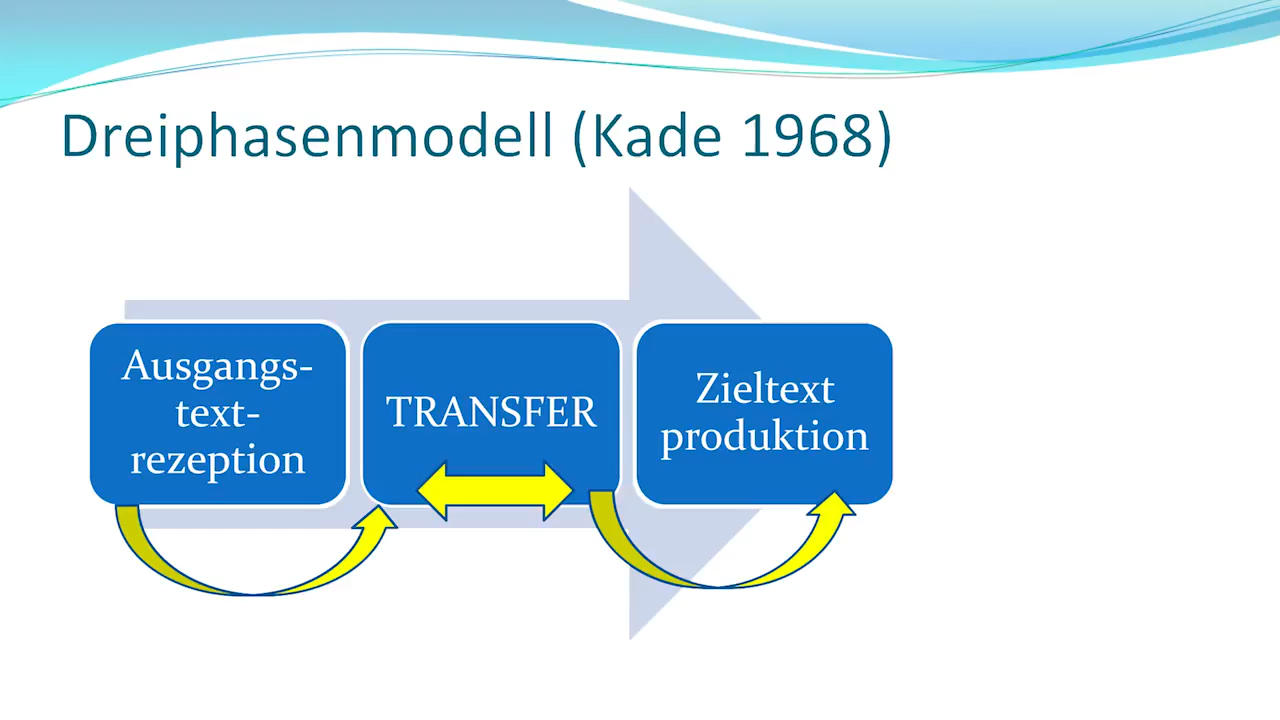 Dreiphasenmodell (Kade 1968)
Ausgangs-
text-
rezeption
TRANSFER
Zieltext
produktion